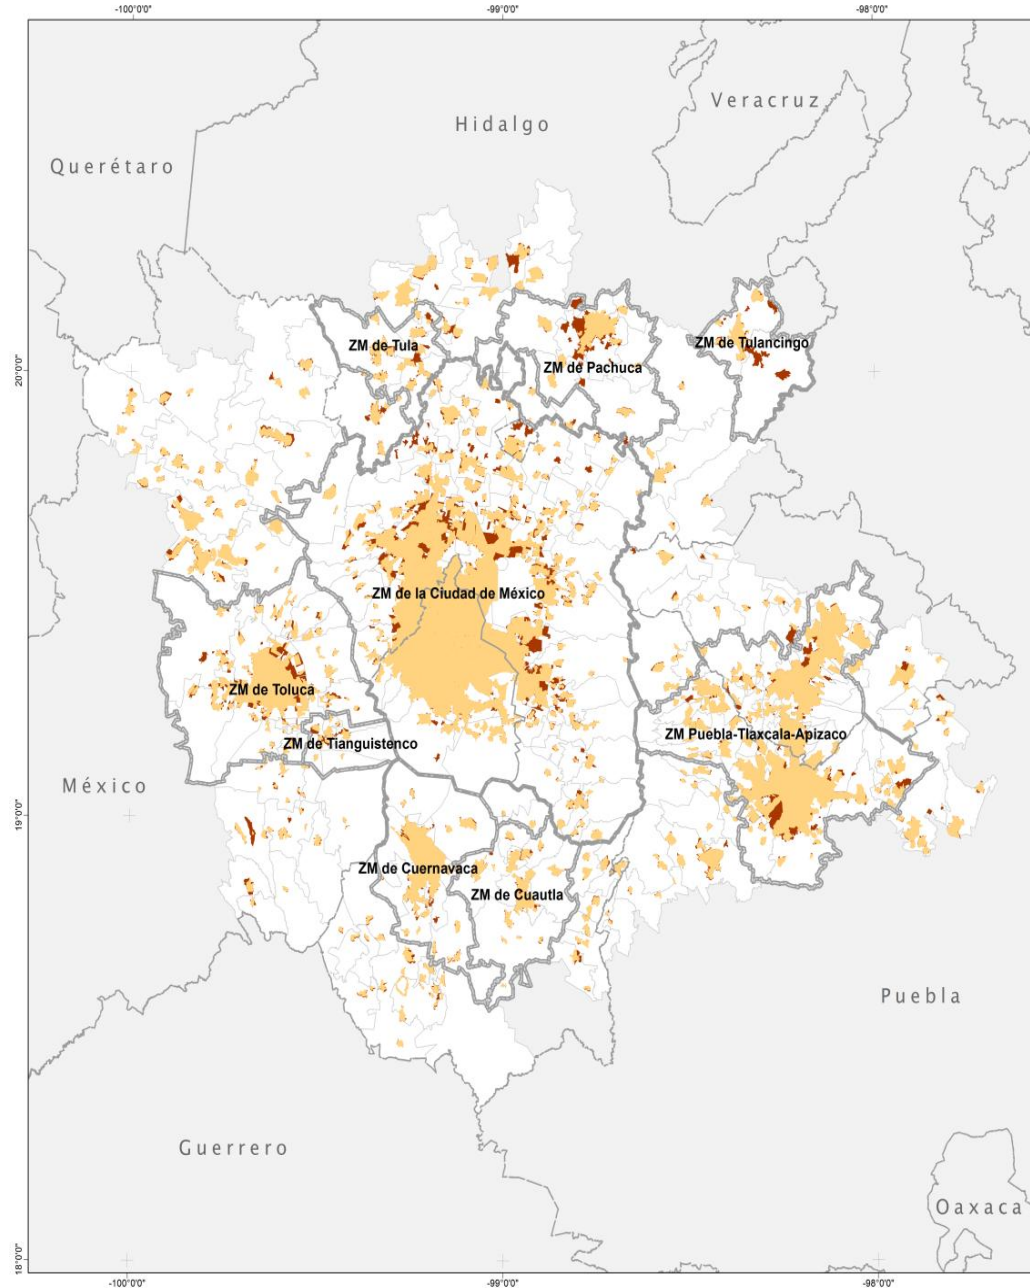 -100°0'0"
-99°0'0"
-98°0'0"
Veracruz
Hidalgo
Querétaro
ZM de Tula
ZM de Tulancingo
20°0'0"
ZM de Pachuca
ZM de la Ciudad de México
ZM de Toluca
ZM Puebla-Tlaxcala-Apizaco
ZM de Tianguistenco
México
19°0'0"
ZM de Cuernavaca
ZM de Cuautla
Puebla
Guerrero
Oaxaca
18°0'0"
-100°0'0"
-99°0'0"
-98°0'0"